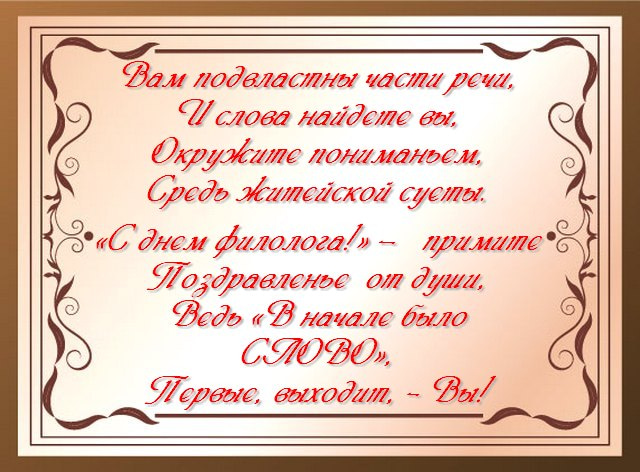 Вам подвластны части речи,
И слова найдете вы,
Окружите пониманьем,
Средь житейской суеты.
«С днем филолога!» – примите
Поздравленье от души,
Ведь «В начале было
СЛОВО»,
Первые, выходит, – Вы!